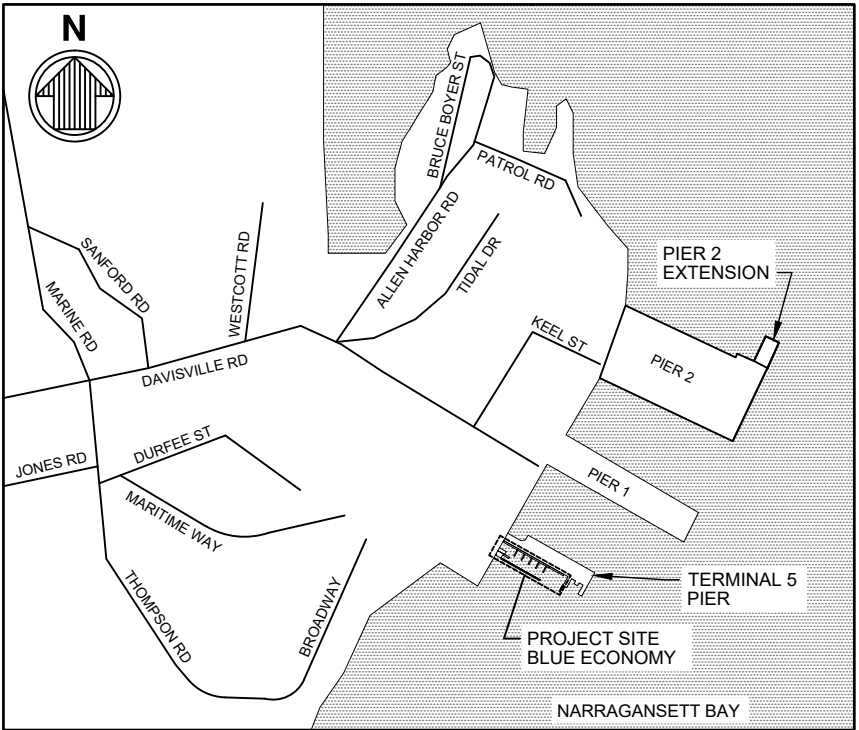 N
BRUCE BOYER ST
PATROL RD
ALLEN HARBOR RD
TIDAL DR
SANFORD RD
WESTCOTT RD
MARINE RD
PIER 2
EXTENSION
KEEL ST
PIER 2
DAVISVILLE RD
DURFEE ST
JONES RD
PIER 1
MARITIME WAY
THOMPSON RD
BROADWAY
TERMINAL 5
PIER
PROJECT SITE
BLUE ECONOMY
NARRAGANSETT BAY